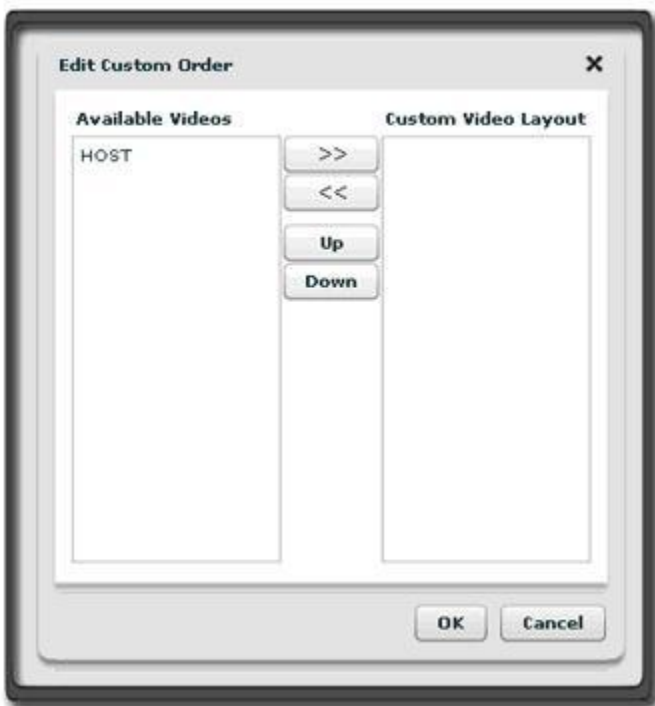 Edit Custom Order
Available Videos
Custom Video Layout
HOST
>>
<<
Up
Down
OK
Cancel